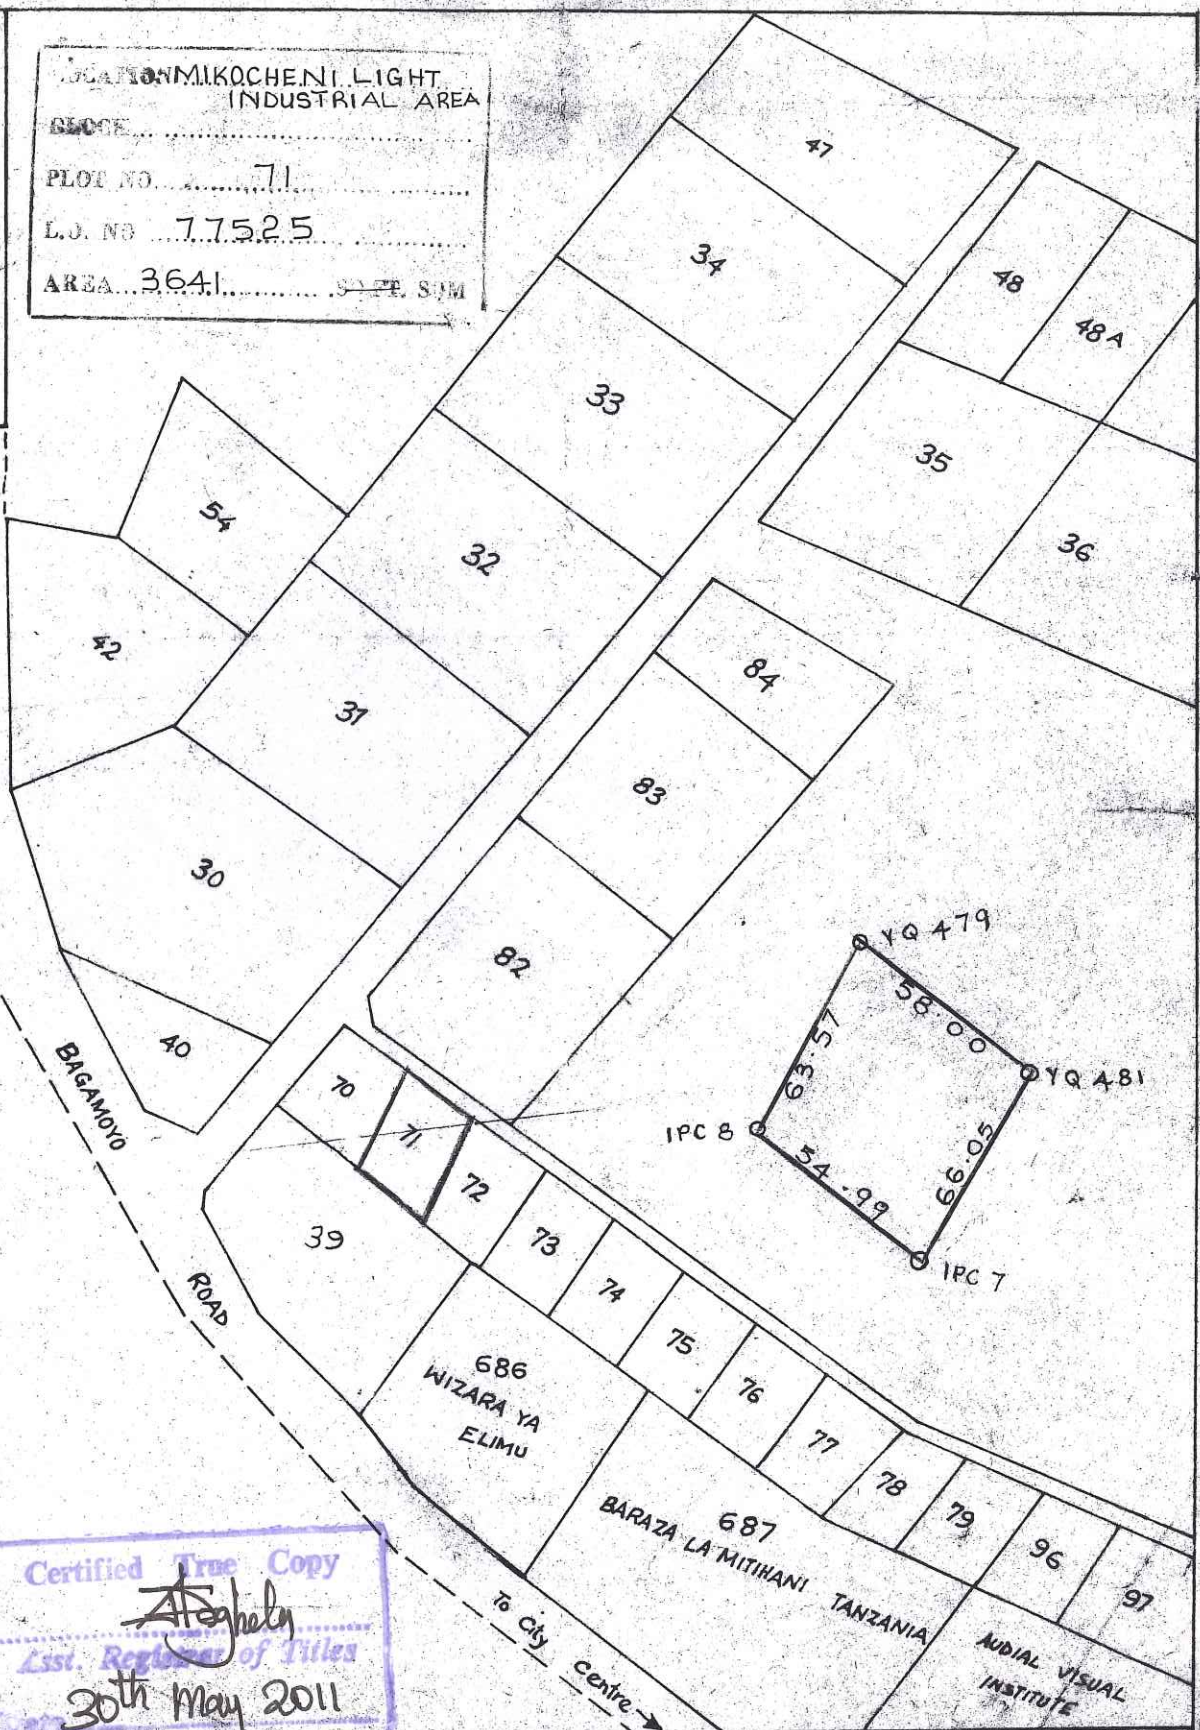 LOCATION MIKOCHENI LIGHT
INDUSTRIAL AREA
BLOCK
PLOT NO. 71
L.O. NO 77525
AREA 3641 SQ FT. SQM
47
34
48
48A
33
35
54
32
36
42
84
31
83
30
YQ 479
82
58.00
63.57
40
YQ 481
BAGAMOYO
70
71
IPC 8
66.05
54.99
72
39
73
IPC 7
ROAD
74
75
686
WIZARA YA
ELIMU
76
77
78
687
BARAZA LA MITIHANI
TANZANIA
79
96
97
To City
Centre
AUDIAL VISUAL
INSTITUTE
Certified True Copy
Asst. Registrar of Titles
30th May 2011